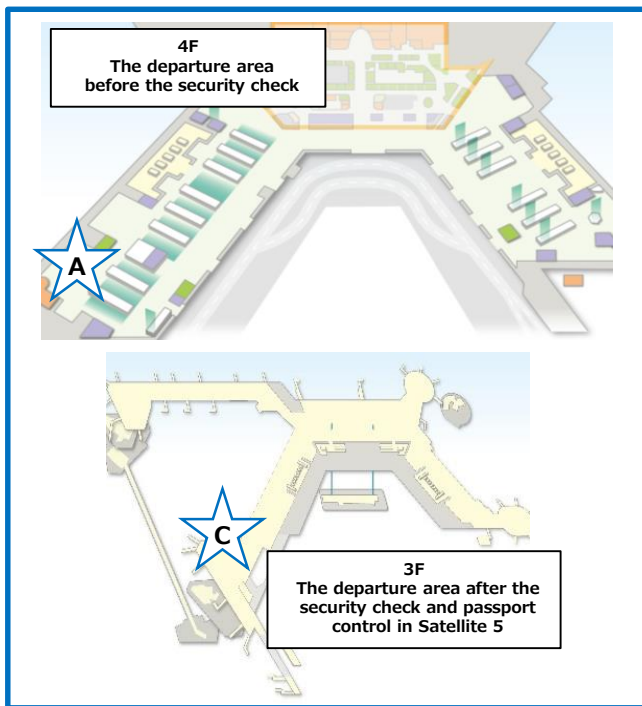 4F
The departure area
before the security check
A
C
3F
The departure area after the
security check and passport
control in Satellite 5